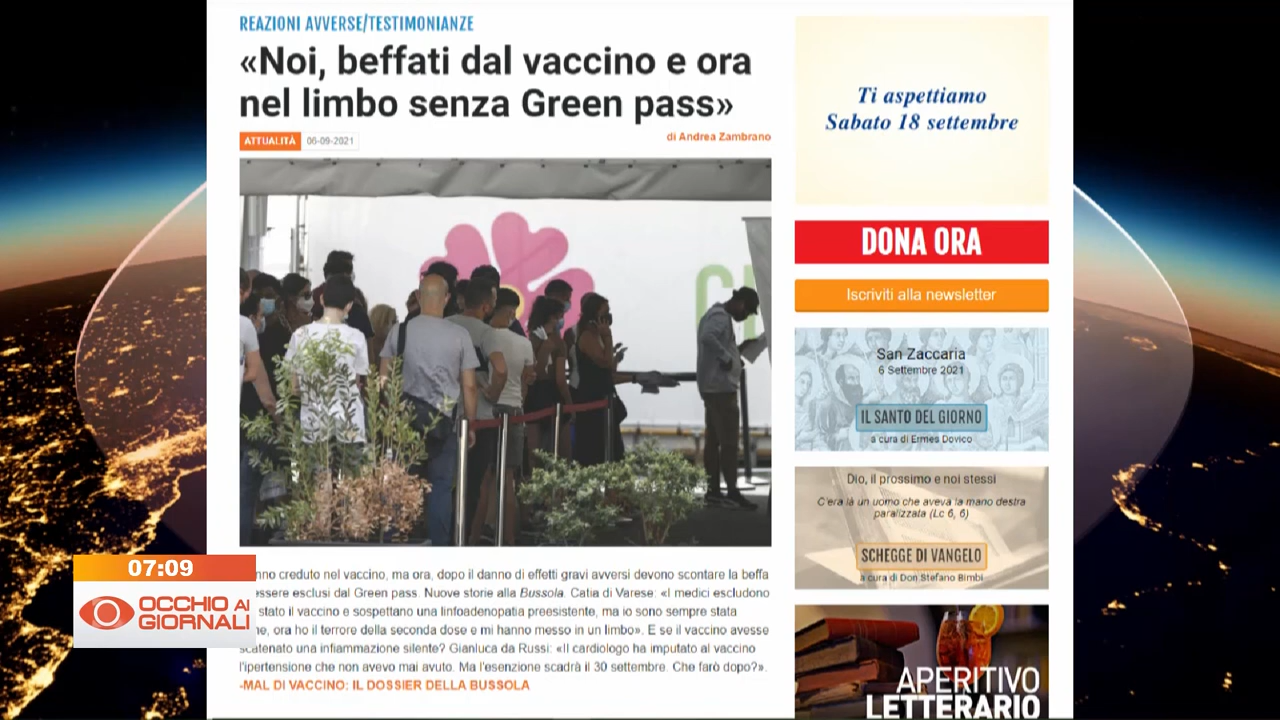 REAZIONI AVVERSE/TESTIMONIANZE
«Noi, beffati dal vaccino e ora
nel limbo senza Green pass»
ATTUALITÀ 06-09-2021
di Andrea Zambrano
creduto nel vaccino, ma ora, dopo il danno di effetti gravi avversi devono scontare la beffa
essere esclusi dal Green pass. Nuove storie alla Bussola. Catia di Varese: «I medici escludono
stato il vaccino e sospettano una linfoadenopatia preesistente, ma io sono sempre stata
ora ho il terrore della seconda dose e mi hanno messo in un limbo». E se il vaccino avesse
scatenato una infiammazione silente? Gianluca da Russi: «Il cardiologo ha imputato al vaccino
l'ipertensione che non avevo mai avuto. Ma l'esenzione scadrà il 30 settembre. Che farò dopo?».
-MAL DI VACCINO: IL DOSSIER DELLA BUSSOLA
Ti aspettiamo
Sabato 18 settembre
DONA ORA
Iscriviti alla newsletter
San Zaccaria
6 Settembre 2021
IL SANTO DEL GIORNO
a cura di Ermes Dovico
Dio, il prossimo e noi stessi
C'era là un uomo che aveva la mano destra
paralizzata (Lc 6, 6)
SCHEGGE DI VANGELO
a cura di Don Stefano Bimbi
APERITIVO
LETTERARIO
07:09
OCCHIO AI
GIORNALI